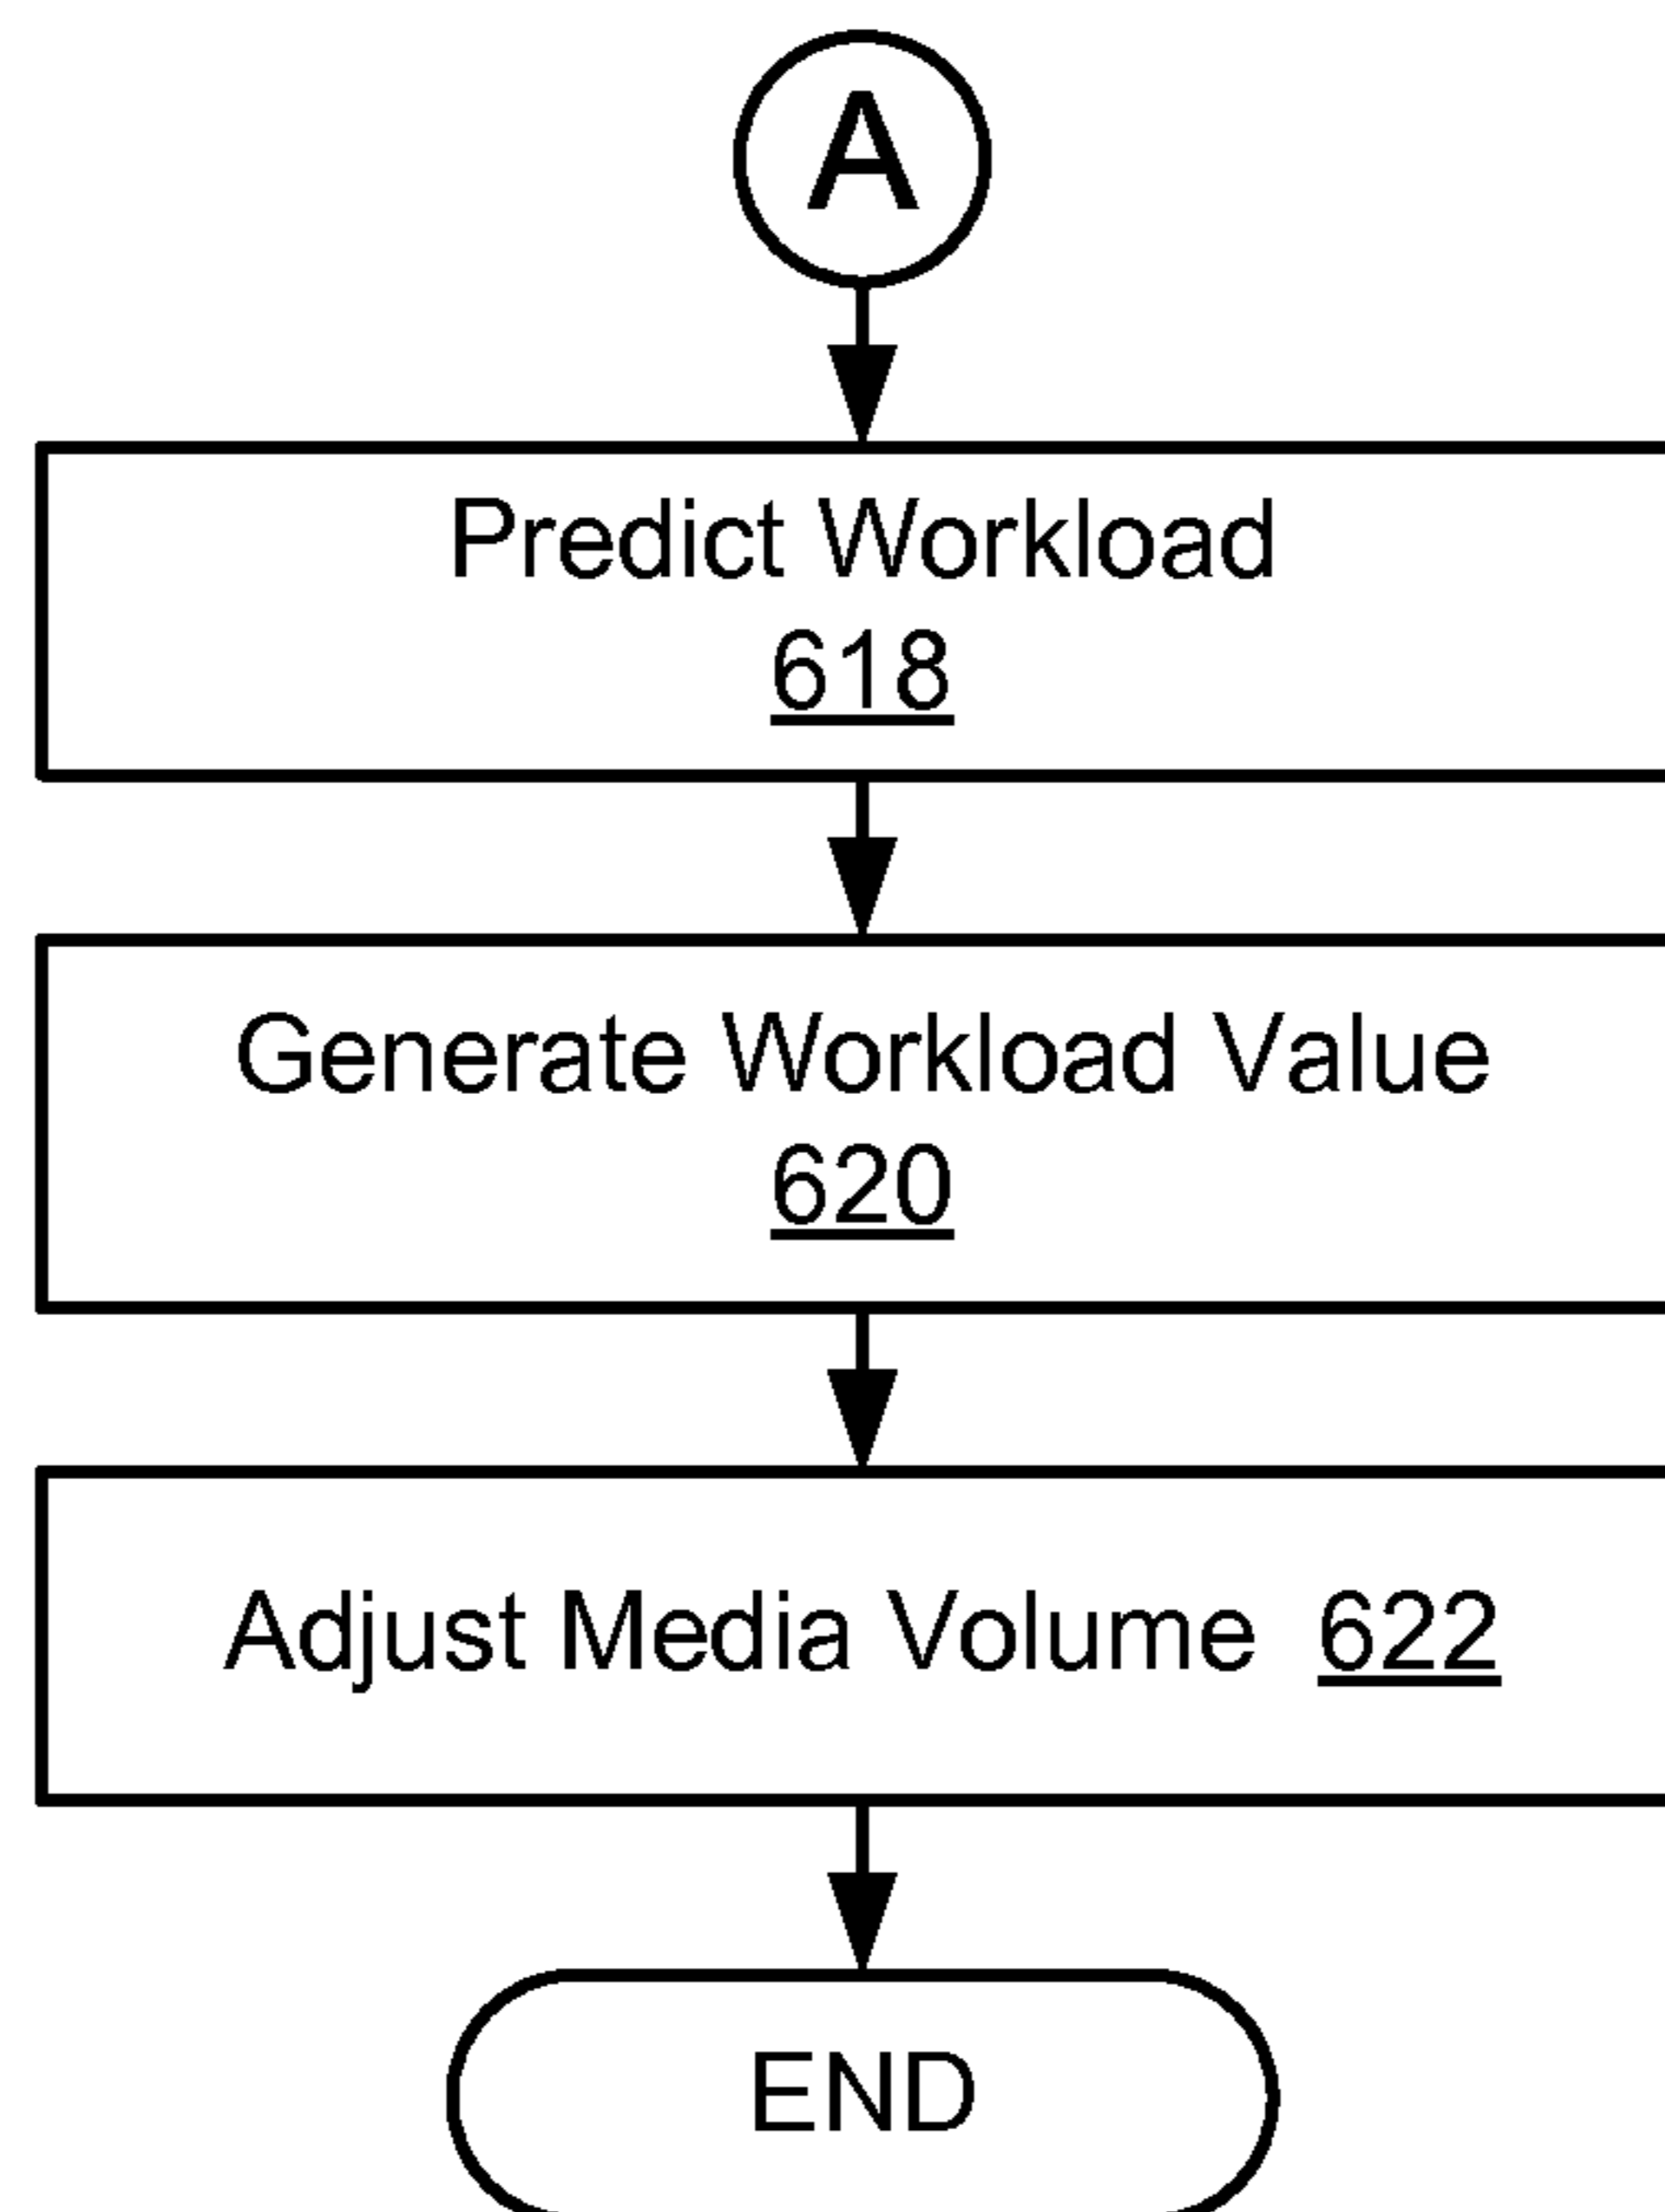 A
Predict Workload
618
Generate Workload Value
620
Adjust Media Volume 622
END